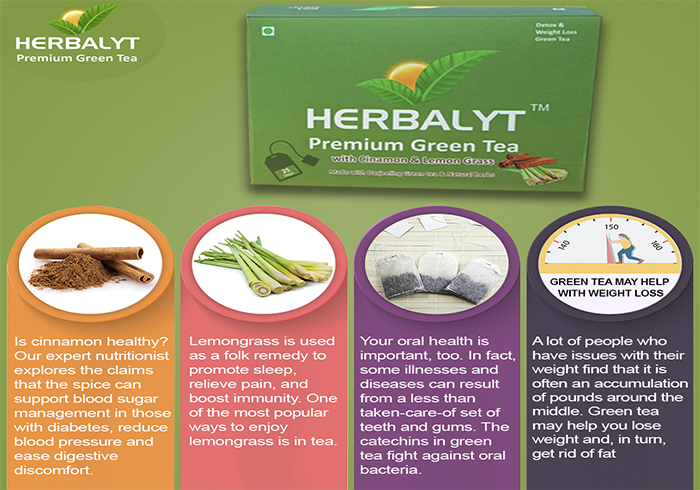 HERBALYT
Premium Green Tea
Detox &
Weight Loss
Green Tea
HERBALYT™
Premium Green Tea
with Cinamon & Lemon Grass
Made with Darjeeling Green tea & Natural herbs
25
140 150 160
GREEN TEA MAY HELP
WITH WEIGHT LOSS
Is cinnamon healthy?
Our expert nutritionist
explores the claims
that the spice can
support blood sugar
management in those
with diabetes, reduce
blood pressure and
ease digestive
discomfort.
Lemongrass is used
as a folk remedy to
promote sleep,
relieve pain, and
boost immunity. One
of the most popular
ways to enjoy
lemongrass is in tea.
Your oral health is
important, too. In fact,
some illnesses and
diseases can result
from a less than
taken-care-of set of
teeth and gums. The
catechins in green
tea fight against oral
bacteria.
A lot of people who
have issues with their
weight find that it is
often an accumulation
of pounds around the
middle. Green tea
may help you lose
weight and, in turn,
get rid of fat